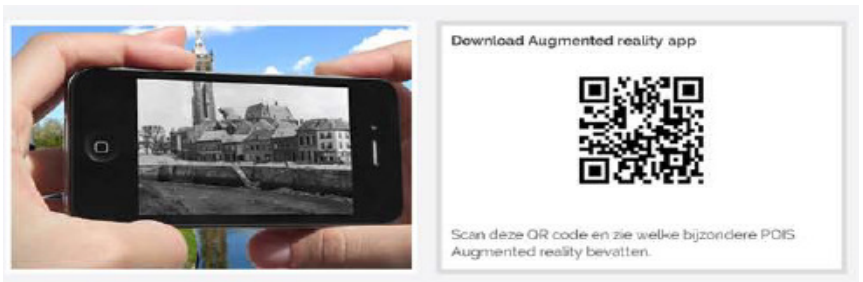 Download Augmented reality app
Scan deze QR code en zie welke bijzondere POIS
Augmented reality bevatten.